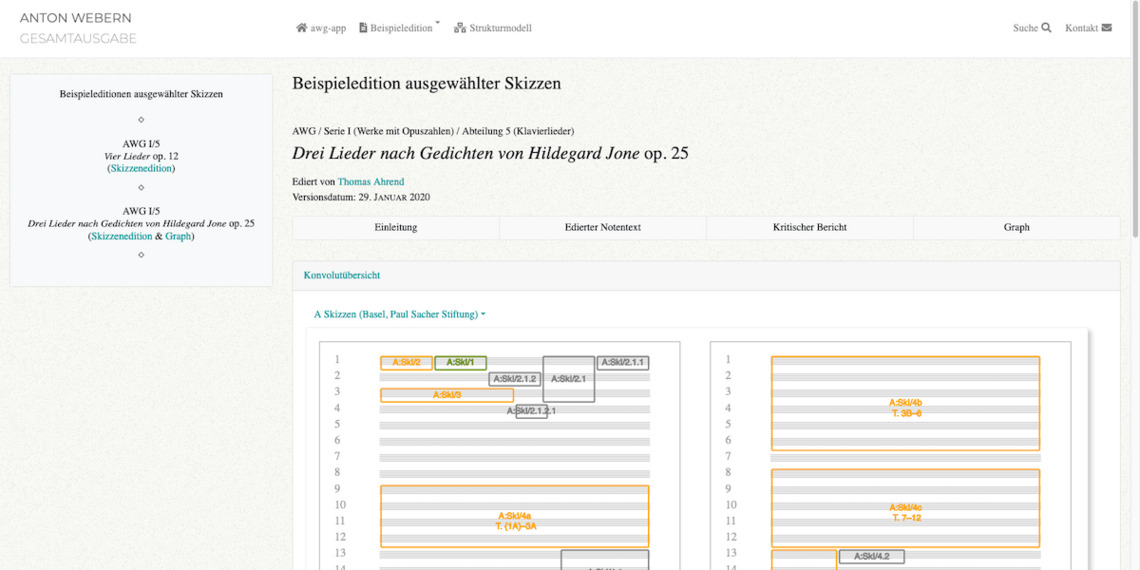 ANTON WEBERN
GESAMTAUSGABE
awg-app
Beispieledition
Strukturmodell
Suche
Kontakt
Beispieleditionen ausgewählter Skizzen
AWG I/5
Vier Lieder op. 12
(Skizzenedition)
AWG I/5
Drei Lieder nach Gedichten von Hildegard Jone op. 25
(Skizzenedition & Graph)
Beispieledition ausgewählter Skizzen
AWG / Serie I (Werke mit Opuszahlen) / Abteilung 5 (Klavierlieder)
Drei Lieder nach Gedichten von Hildegard Jone op. 25
Ediert von Thomas Ahrend
Versionsdatum: 29. JANUAR 2020
Einleitung
Edierter Notentext
Kritischer Bericht
Graph
Konvolutübersicht
A Skizzen (Basel, Paul Sacher Stiftung)
1
2
3
4
5
6
7
8
9
10
11
12
13
14
A:SkI/2
A:SkI/1
A:SkI/2.1.1
A:SkI/2.1.2
A:SkI/2.1
A:SkI/3
A:SkI/2.1.2.1
A:SkI/4a
T. (1A)–3A
1
2
3
4
5
6
7
8
9
10
11
12
13
14
A:SkI/4b
T. 3B–6
A:SkI/4c
T. 7–12
A:SkI/4.2